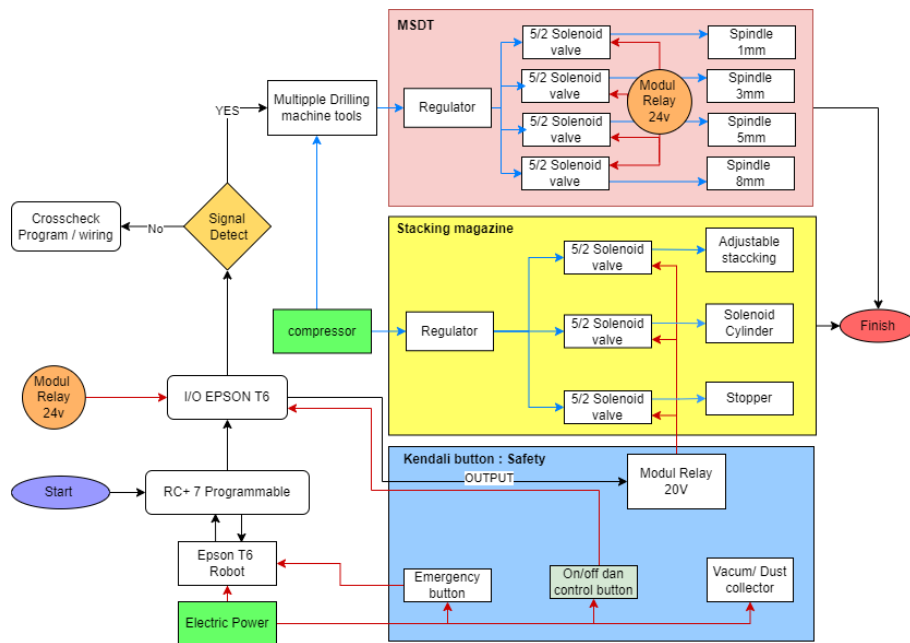 MSDT
5/2 Solenoid
valve
Spindle
1mm
5/2 Solenoid
valve
Spindle
3mm
Modul
Relay
24v
5/2 Solenoid
valve
Spindle
5mm
5/2 Solenoid
valve
Spindle
8mm
Regulator
Multipple Drilling
machine tools
YES
Signal
Detect
No
Crosscheck
Program / wiring
Stacking magazine
5/2 Solenoid
valve
Adjustable
staccking
compressor
Regulator
5/2 Solenoid
valve
Solenoid
Cylinder
Finish
5/2 Solenoid
valve
Stopper
Modul
Relay
24v
I/O EPSON T6
Kendali button : Safety
OUTPUT
Modul Relay
20V
Start
RC+ 7 Programmable
Epson T6
Robot
Emergency
button
On/off dan
control button
Vacum/ Dust
collector
Electric Power